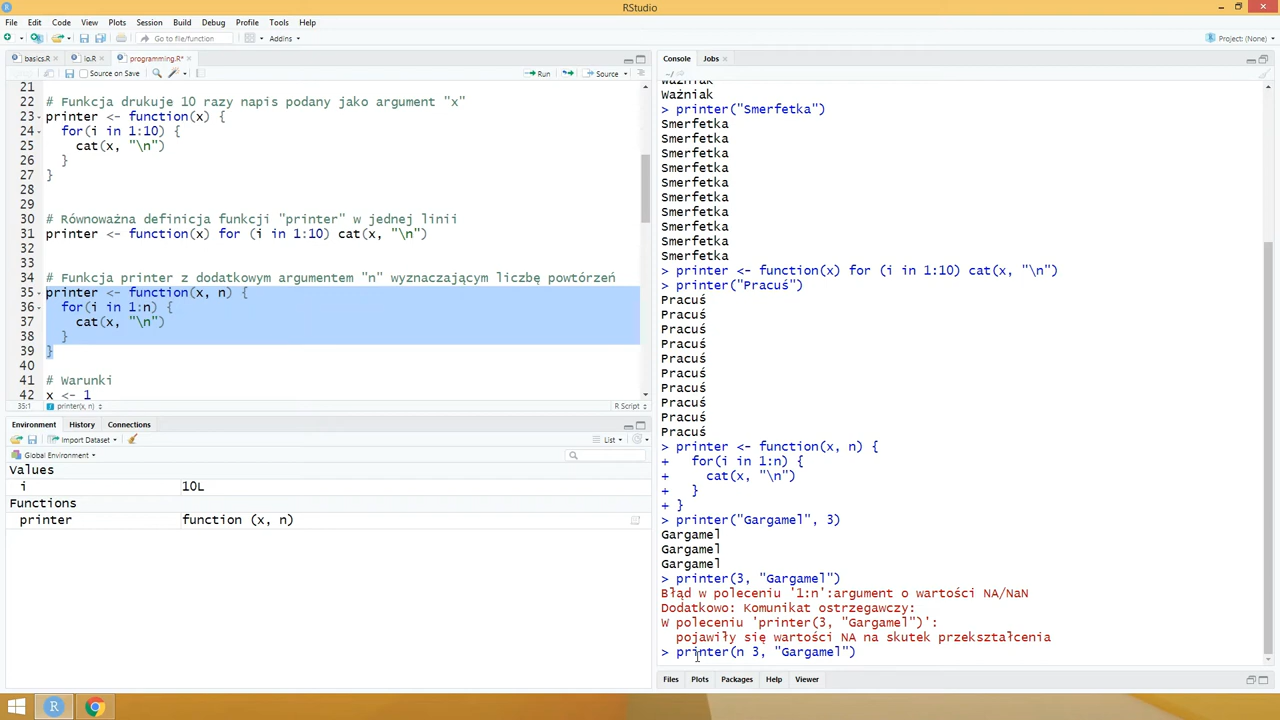 RStudio
File Edit Code View Plots Session Build Debug Profile Tools Help
Go to file/function Addins Project: (None)
basics.R io.R programming.R*
Source on Save Run Source
21
22 # Funkcja drukuje 10 razy napis podany jako argument "x"
23 printer <- function(x) {
24 for(i in 1:10) {
25 cat(x, "\n")
26 }
27 }
28
29
30 # Równoważna definicja funkcji "printer" w jednej linii
31 printer <- function(x) for (i in 1:10) cat(x, "\n")
32
33
34 # Funkcja printer z dodatkowym argumentem "n" wyznaczającym liczbę powtórzeń
35 printer <- function(x, n) {
36 for(i in 1:n) {
37 cat(x, "\n")
38 }
39 }
40
41 # Warunki
42 x <- 1
35:1 printer(x, n) R Script
Environment History Connections
Import Dataset List
Global Environment
Values
i 10L
Functions
printer function (x, n)
Console Jobs
~/
Ważniak
Ważniak
> printer("Smerfetka")
Smerfetka
Smerfetka
Smerfetka
Smerfetka
Smerfetka
Smerfetka
Smerfetka
Smerfetka
Smerfetka
Smerfetka
> printer <- function(x) for (i in 1:10) cat(x, "\n")
> printer("Pracuś")
Pracuś
Pracuś
Pracuś
Pracuś
Pracuś
Pracuś
Pracuś
Pracuś
Pracuś
Pracuś
> printer <- function(x, n) {
+ for(i in 1:n) {
+ cat(x, "\n")
+ }
+ }
> printer("Gargamel", 3)
Gargamel
Gargamel
Gargamel
> printer(3, "Gargamel")
Błąd w poleceniu '1:n':argument o wartości NA/NaN
Dodatkowo: Komunikat ostrzegawczy:
W poleceniu 'printer(3, "Gargamel")':
pojawiły się wartości NA na skutek przekształcenia
> printer(n 3, "Gargamel")
Files Plots Packages Help Viewer